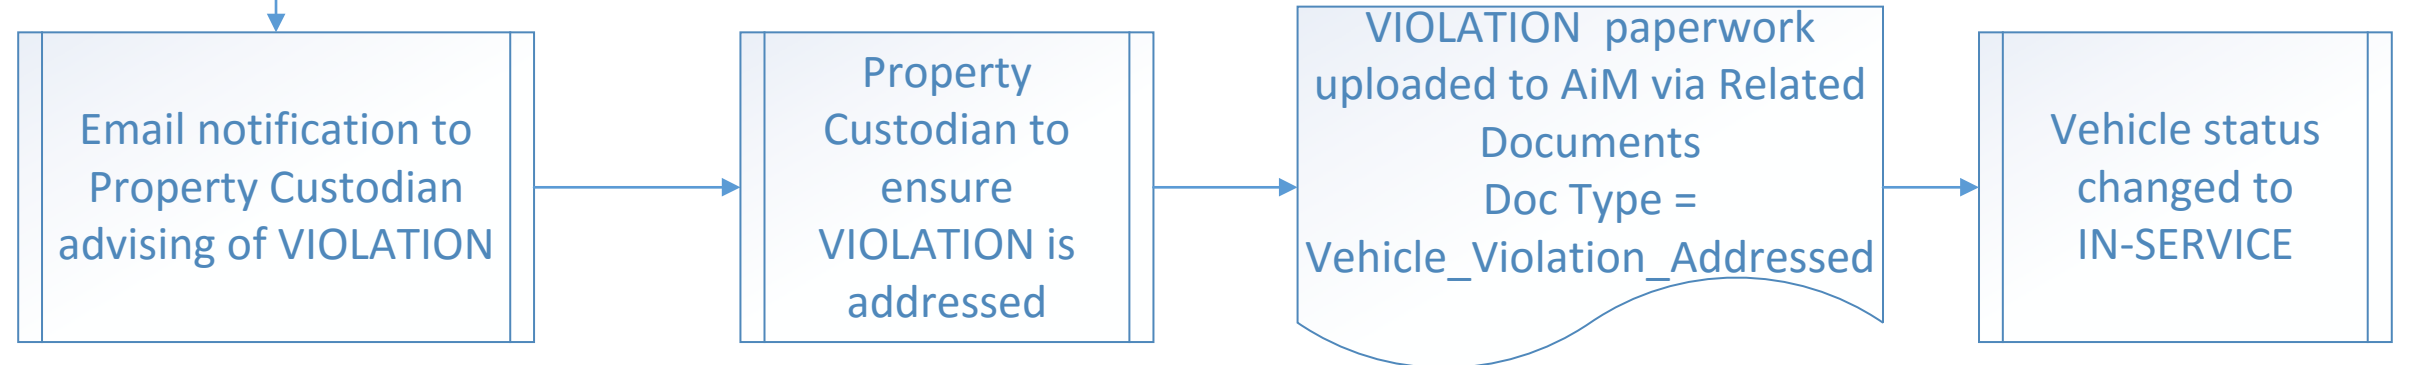 Email notification to
Property Custodian
advising of VIOLATION
Property
Custodian to
ensure
VIOLATION is
addressed
VIOLATION  paperwork
uploaded to AiM via Related
Documents
Doc Type =
Vehicle_Violation_Addressed
Vehicle status
changed to
IN-SERVICE